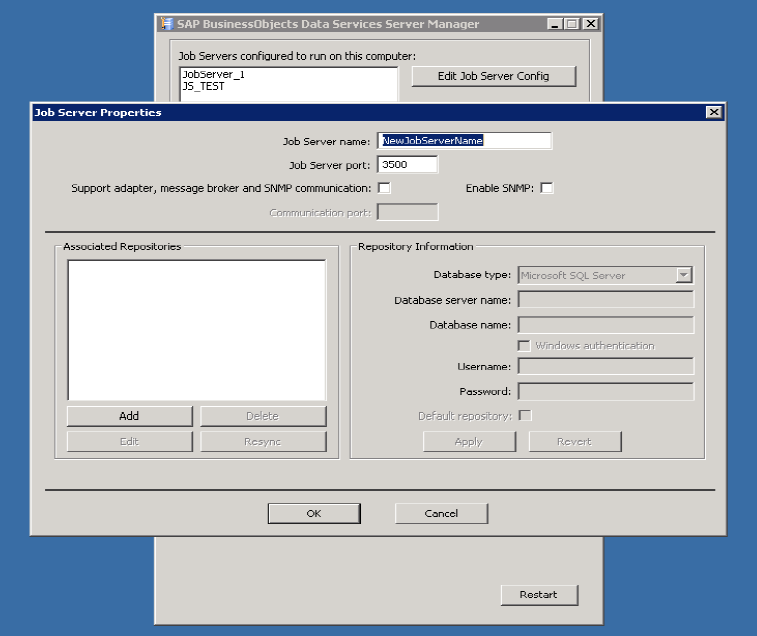 SAP BusinessObjects Data Services Server Manager
Job Servers configured to run on this computer:
JobServer_1
JS_TEST
Edit Job Server Config
Job Server Properties
Job Server name: NewJobServerName
Job Server port: 3500
Support adapter, message broker and SNMP communication: Enable SNMP:
Communication port:
Associated Repositories
Add Delete
Edit Resync
Repository Information
Database type: Microsoft SQL Server
Database server name:
Database name:
Windows authentication
Username:
Password:
Default repository:
Apply Revert
OK Cancel
Restart